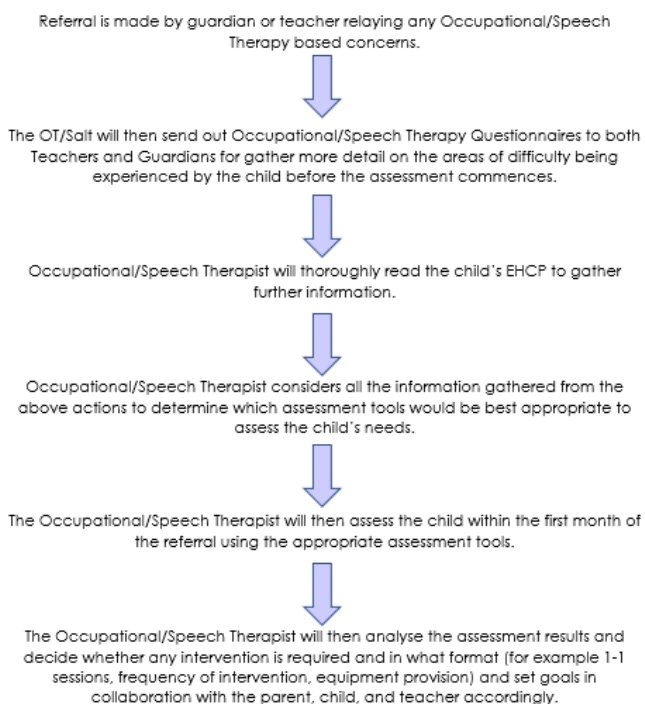 Referral is made by guardian or teacher relaying any Occupational/Speech
Therapy based concerns.
The OT/Salt will then send out Occupational/Speech Therapy Questionnaires to both
Teachers and Guardians for gather more detail on the areas of difficulty being
experienced by the child before the assessment commences.
Occupational/Speech Therapist will thoroughly read the child's EHCP to gather
further information.
Occupational/Speech Therapist considers all the information gathered from the
above actions to determine which assessment tools would be best appropriate to
assess the child's needs.
The Occupational/Speech Therapist will then assess the child within the first month of
the referral using the appropriate assessment tools.
The Occupational/Speech Therapist will then analyse the assessment results and
decide whether any intervention is required and in what format (for example 1-1
sessions, frequency of intervention, equipment provision) and set goals in
collaboration with the parent, child, and teacher accordingly.